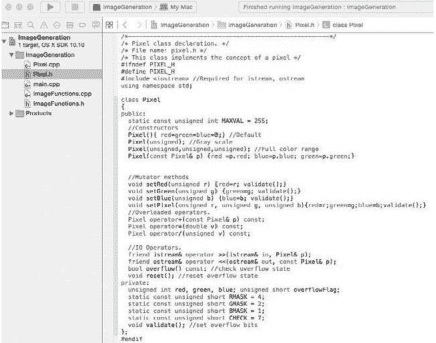 ImageGeneration
My Mac
Finished running ImageGeneration : ImageGeneration
ImageGeneration
1 target, OS X SDK 10.10
ImageGeneration
Pixel.cpp
Pixel.h
main.cpp
ImageFunctions.cpp
ImageFunctions.h
Products
ImageGeneration
ImageGeneration
Pixel.h
class Pixel
/* Pixel class declaration. */
/* File name: pixel.h */
/* This class implements the concept of a pixel */
#ifndef PIXEL_H
#define PIXEL_H
#include <iostream> //Required for istream, ostream
using namespace std;
class Pixel
{
public:
static const unsigned int MAXVAL = 255;
//Constructors
Pixel(){ red=green=blue=0;} //Default
Pixel(unsigned); //Gray scale
Pixel(unsigned,unsigned,unsigned); //Full color range
Pixel(const Pixel& p) {red =p.red; blue=p.blue; green=p.green;}
//Mutator methods
void setRed(unsigned r) {red=r; validate();}
void setGreen(unsigned g) {green=g; validate();}
void setBlue(unsigned b) {blue=b; validate();}
void setPixel(unsigned r, unsigned g, unsigned b){red=r;green=g;blue=b;validate();}
//Overloaded operators.
Pixel operator+(const Pixel& p) const;
Pixel operator*(double v) const;
Pixel operator/(unsigned v) const;
//IO Operators.
friend istream& operator >>(istream& in, Pixel& p);
friend ostream& operator <<(ostream& out, const Pixel& p);
bool overflow() const; //check overflow state
void reset(); //reset overflow state
private:
unsigned int red, green, blue; unsigned short overflowFlag;
static const unsigned short RMASK = 4;
static const unsigned short GMASK = 2;
static const unsigned short BMASK = 1;
static const unsigned short CHECK = 7;
void validate(); //set overflow bits
};
#endif